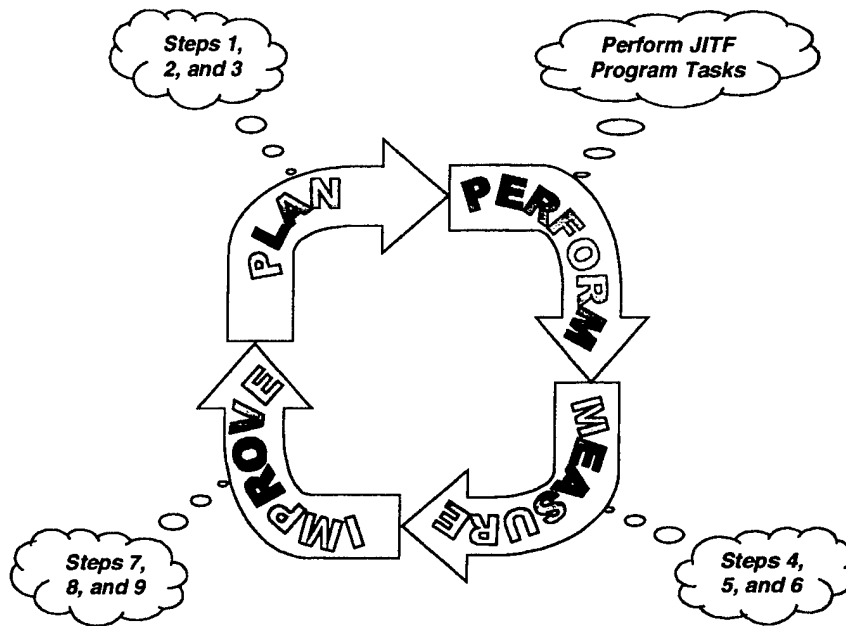 Steps 1,
2, and 3
Perform JITF
Program Tasks
PLAN
PERFORM
MEASURE
IMPROVE
Steps 7,
8, and 9
Steps 4,
5, and 6